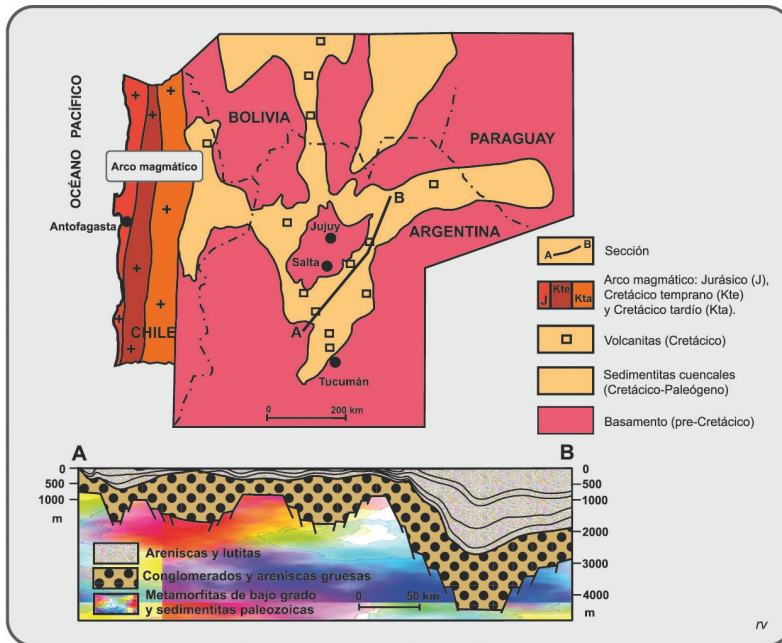 OCÉANO PACÍFICO
BOLIVIA
PARAGUAY
Arco magmático
Antofagasta
Jujuy
Salta
B
ARGENTINA
A
CHILE
Tucumán
0 200 km
A B
Sección
J Kte Kta
Arco magmático: Jurásico (J),
Cretácico temprano (Kte)
y Cretácico tardío (Kta).
Volcanitas (Cretácico)
Sedimentitas cuencales
(Cretácico-Paleógeno)
Basamento (pre-Cretácico)
A B
0 0
500 500
1000 1000
m
2000
3000
4000
m
Areniscas y lutitas
Conglomerados y areniscas gruesas
Metamorfitas de bajo grado
y sedimentitas paleozoicas
0 50 km
rv